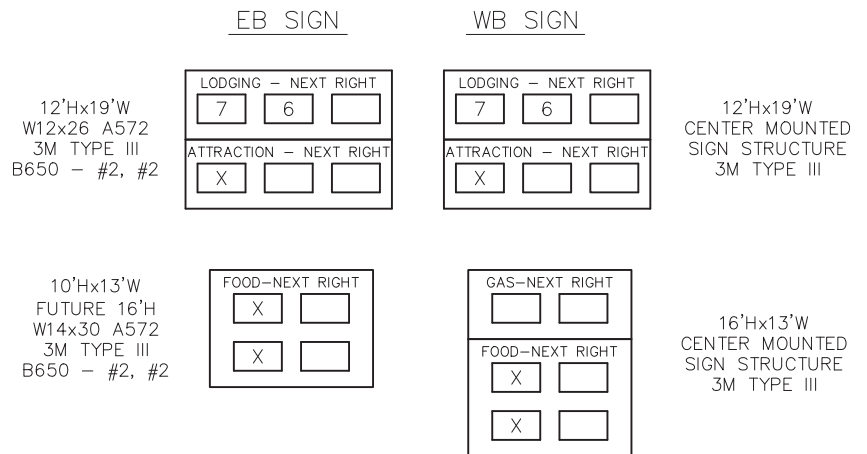 EB SIGN
WB SIGN
12'Hx19'W
W12x26 A572
3M TYPE III
B650 – #2, #2
LODGING – NEXT RIGHT
7 6
ATTRACTION – NEXT RIGHT
X
LODGING – NEXT RIGHT
7 6
ATTRACTION – NEXT RIGHT
X
12'Hx19'W
CENTER MOUNTED
SIGN STRUCTURE
3M TYPE III
10'Hx13'W
FUTURE 16'H
W14x30 A572
3M TYPE III
B650 – #2, #2
FOOD–NEXT RIGHT
X
X
GAS–NEXT RIGHT
FOOD–NEXT RIGHT
X
X
16'Hx13'W
CENTER MOUNTED
SIGN STRUCTURE
3M TYPE III